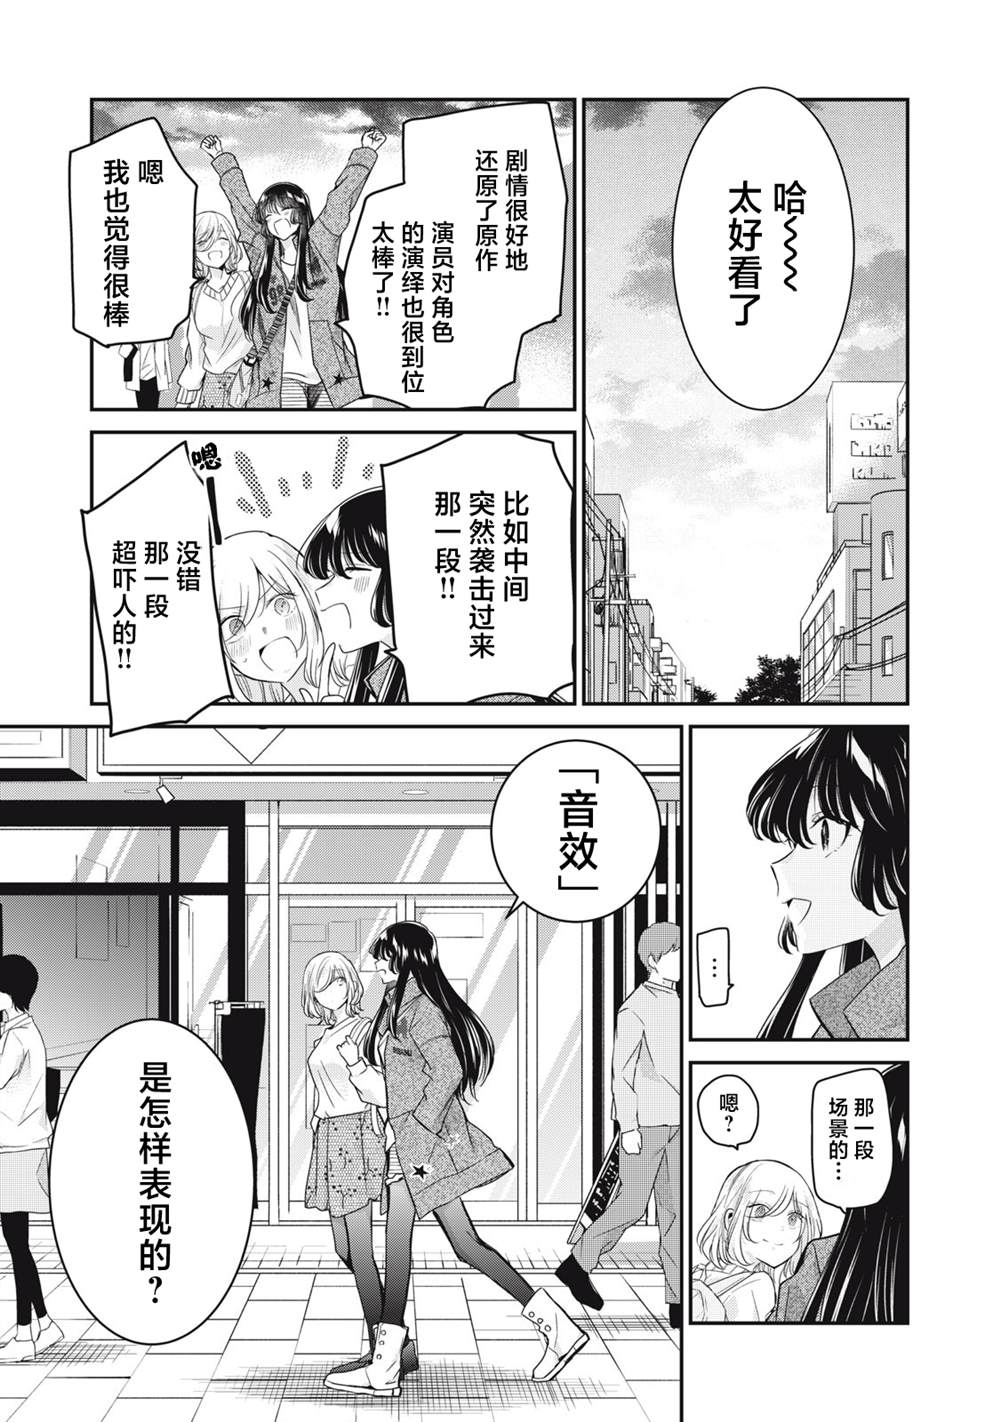 哈～～～
太好看了
剧情很好地
还原了原作
演员对角色
的演绎也很到位
太棒了!!
嗯
我也觉得很棒
比如中间
突然袭击过来
那一段!!
嗯
没错
那一段
超吓人的!!
…
那一段
场景的…
嗯?
「音效」
是怎样表现的?